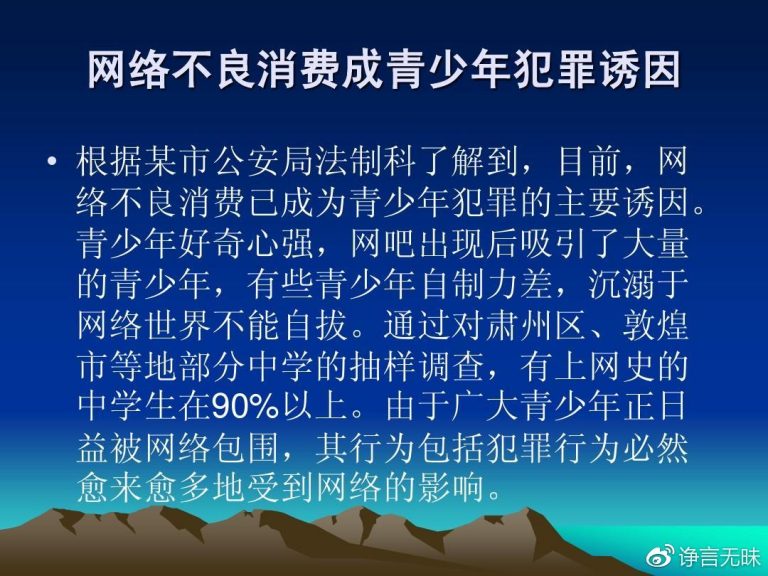 网络不良消费成青少年犯罪诱因
• 根据某市公安局法制科了解到，目前，网
络不良消费已成为青少年犯罪的主要诱因。
青少年好奇心强，网吧出现后吸引了大量
的青少年，有些青少年自制力差，沉溺于
网络世界不能自拔。通过对肃州区、敦煌
市等地部分中学的抽样调查，有上网史的
中学生在90%以上。由于广大青少年正日
益被网络包围，其行为包括犯罪行为必然
愈来愈多地受到网络的影响。
诤言无昧